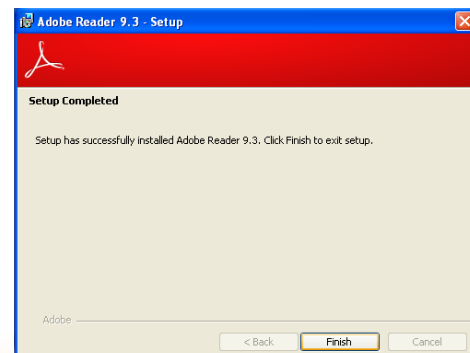 Adobe Reader 9.3 - Setup
Setup Completed
Setup has successfully installed Adobe Reader 9.3. Click Finish to exit setup.
Adobe
< Back Finish Cancel